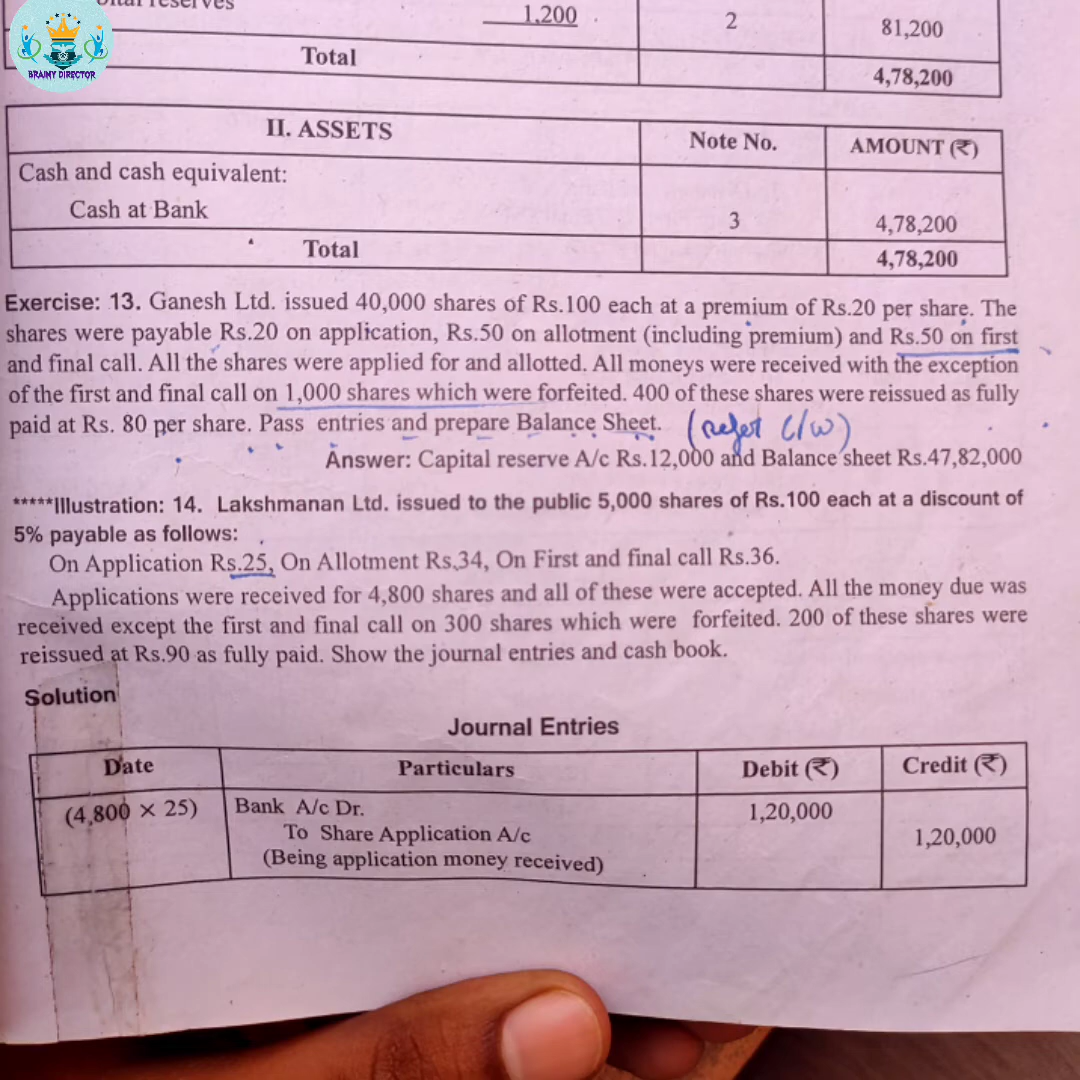 BRAINY DIRECTOR
1,200 2 81,200
Total 4,78,200
II. ASSETS Note No. AMOUNT (₹)
Cash and cash equivalent:
Cash at Bank 3 4,78,200
Total 4,78,200
Exercise: 13. Ganesh Ltd. issued 40,000 shares of Rs.100 each at a premium of Rs.20 per share. The
shares were payable Rs.20 on application, Rs.50 on allotment (including premium) and Rs.50 on first
and final call. All the shares were applied for and allotted. All moneys were received with the exception
of the first and final call on 1,000 shares which were forfeited. 400 of these shares were reissued as fully
paid at Rs. 80 per share. Pass entries and prepare Balance Sheet. (refer C/W)
Answer: Capital reserve A/c Rs.12,000 and Balance sheet Rs.47,82,000
*****Illustration: 14. Lakshmanan Ltd. issued to the public 5,000 shares of Rs.100 each at a discount of
5% payable as follows:
On Application Rs.25, On Allotment Rs.34, On First and final call Rs.36.
Applications were received for 4,800 shares and all of these were accepted. All the money due was
received except the first and final call on 300 shares which were forfeited. 200 of these shares were
reissued at Rs.90 as fully paid. Show the journal entries and cash book.
Solution
Journal Entries
Date Particulars Debit (₹) Credit (₹)
(4,800 × 25) Bank A/c Dr. 1,20,000
To Share Application A/c 1,20,000
(Being application money received)